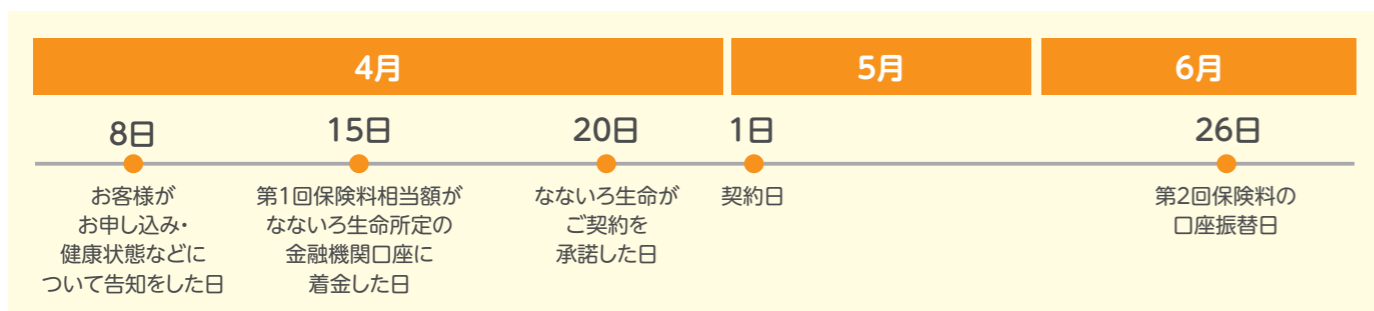 4月
5月
6月
8日
15日
20日
1日
26日
お客様が
お申し込み・
健康状態などに
ついて告知をした日
第1回保険料相当額が
なないろ生命所定の
金融機関口座に
着金した日
なないろ生命が
ご契約を
承諾した日
契約日
第2回保険料の
口座振替日